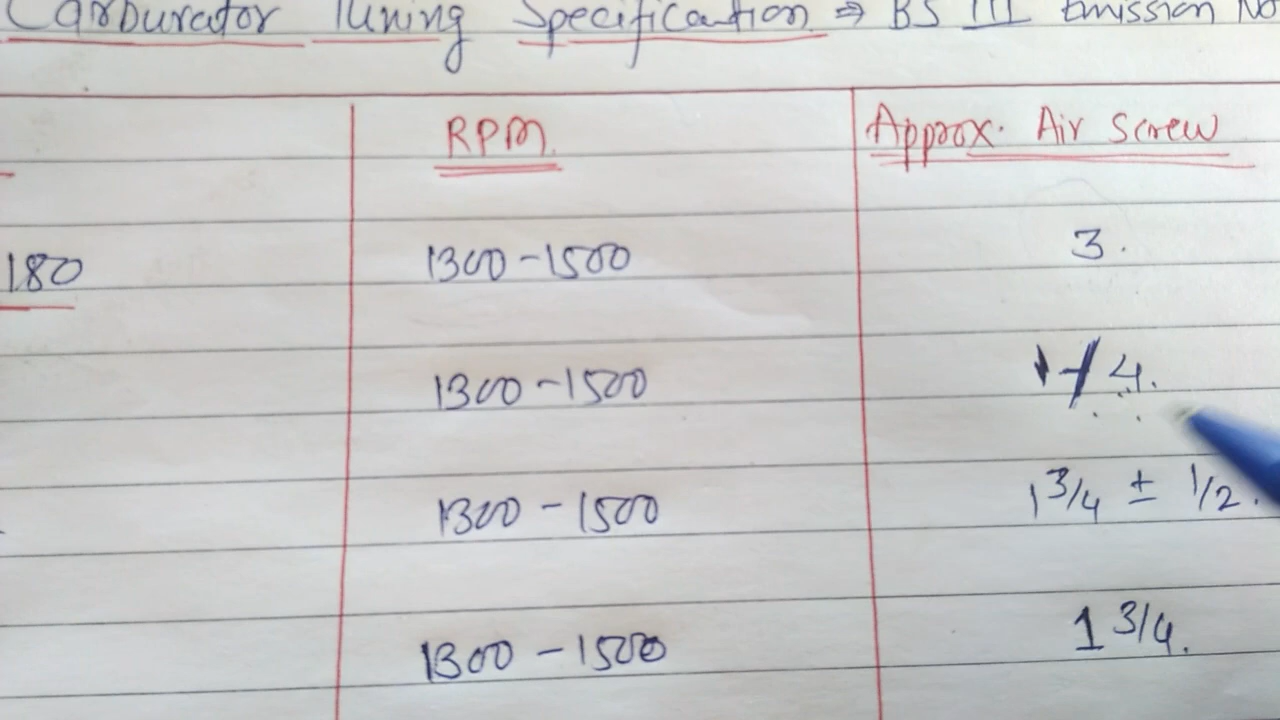 Carburator Tuning Specification ⇒ BS III Emission No
RPM. Approx. Air Screw
180 1300-1500 3.
1300-1500 4.
1300-1500 1 3/4 ± 1/2.
1300-1500 1 3/4.